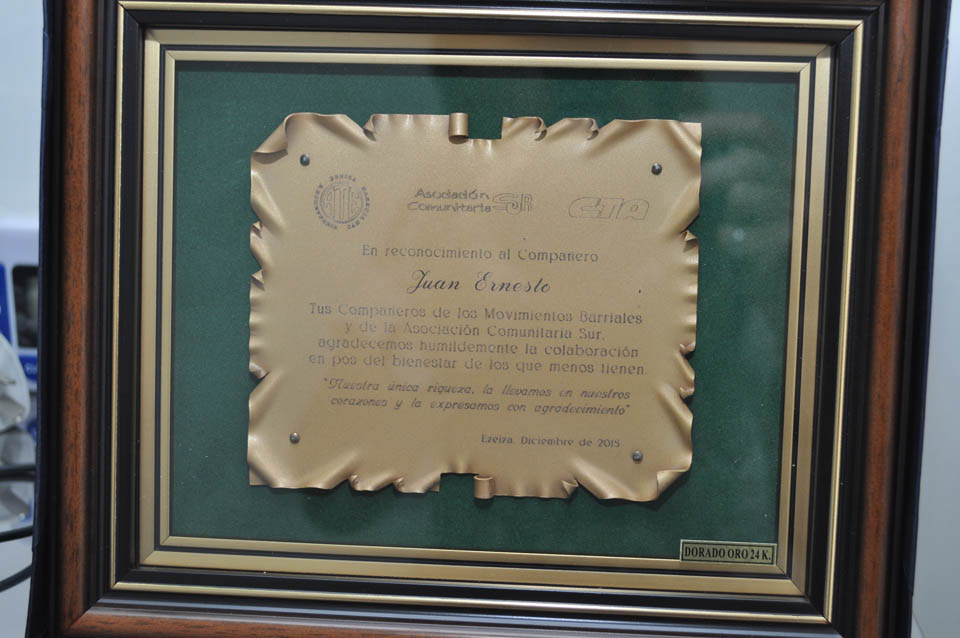 Asociación
Comunitaria SUR
CTA
En reconocimiento al Compañero
Juan Ernesto
Tus Compañeros de los Movimientos Barriales
y de la Asociación Comunitaria Sur,
agradecemos humildemente la colaboración
en pos del bienestar de los que menos tienen.
"Nuestra única riqueza, la llevamos en nuestros
corazones y la expresamos con agradecimiento"
Ezeiza, Diciembre de 2015
DORADO ORO 24 K.